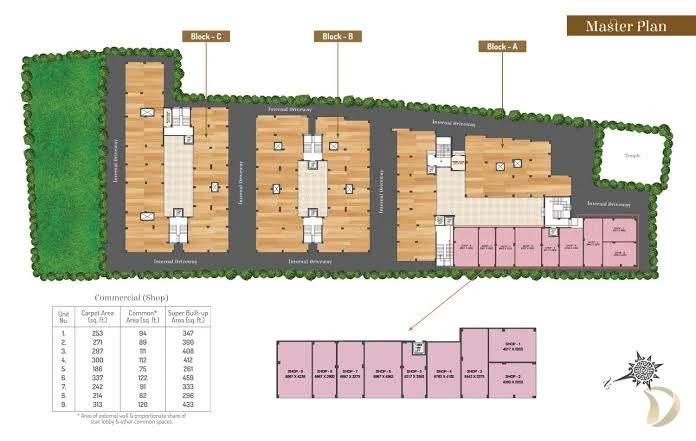 Master Plan
Block - C
Block - B
Block - A
Internal Driveway
Internal Driveway
Internal Driveway
Temple
Internal Driveway
Internal Driveway
Internal Driveway
Internal Driveway
Internal Driveway
Internal Driveway
Internal Driveway
Commercial (Shop)
Unit No. Carpet Area (sq. ft.) Common* Area (sq. ft.) Super Built-up Area (sq. ft.)
1. 253 94 347
2. 271 89 360
3. 297 111 408
4. 300 112 412
5. 186 75 261
6. 337 122 459
7. 242 91 333
8. 214 82 296
9. 313 120 433
* Area of external wall & proportionate share of
stair lobby & other common spaces.
SHOP - 1
SHOP - 9
SHOP - 8
SHOP - 7
SHOP - 6
SHOP - 5
SHOP - 4
SHOP - 3
SHOP - 2